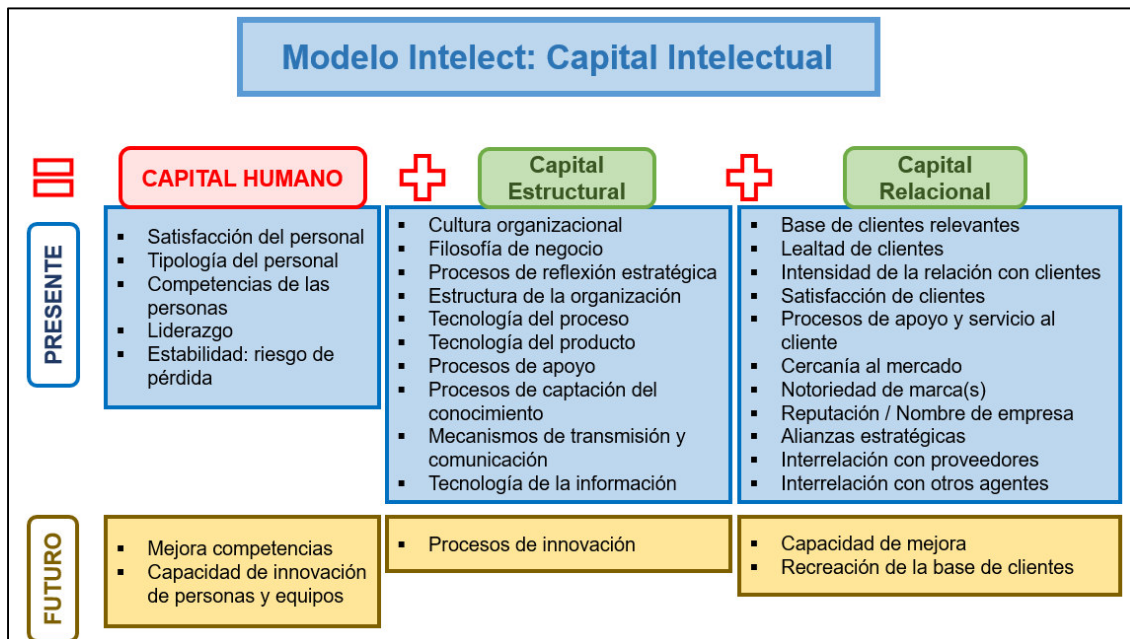 Modelo Intelect: Capital Intelectual
CAPITAL HUMANO
Capital
Estructural
Capital
Relacional
PRESENTE
▪ Satisfacción del personal
▪ Tipología del personal
▪ Competencias de las
personas
▪ Liderazgo
▪ Estabilidad: riesgo de
pérdida
▪ Cultura organizacional
▪ Filosofía de negocio
▪ Procesos de reflexión estratégica
▪ Estructura de la organización
▪ Tecnología del proceso
▪ Tecnología del producto
▪ Procesos de apoyo
▪ Procesos de captación del
conocimiento
▪ Mecanismos de transmisión y
comunicación
▪ Tecnología de la información
▪ Base de clientes relevantes
▪ Lealtad de clientes
▪ Intensidad de la relación con clientes
▪ Satisfacción de clientes
▪ Procesos de apoyo y servicio al
cliente
▪ Cercanía al mercado
▪ Notoriedad de marca(s)
▪ Reputación / Nombre de empresa
▪ Alianzas estratégicas
▪ Interrelación con proveedores
▪ Interrelación con otros agentes
FUTURO
▪ Mejora competencias
▪ Capacidad de innovación
de personas y equipos
▪ Procesos de innovación
▪ Capacidad de mejora
▪ Recreación de la base de clientes